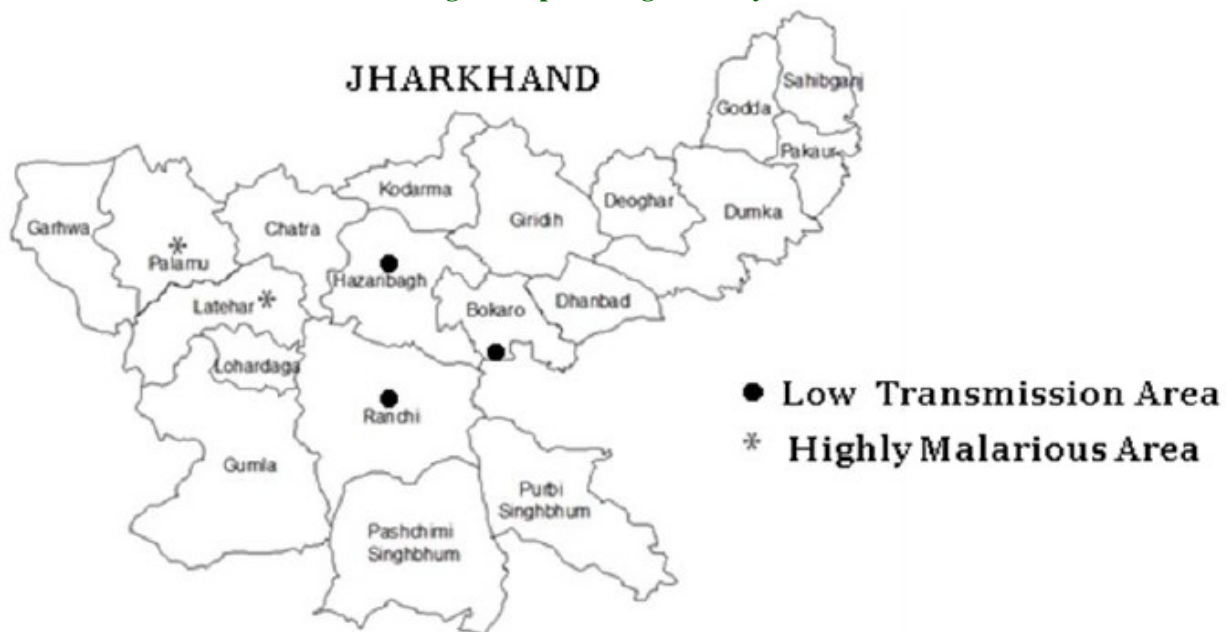 JHARKHAND
Sahibganj
Godda
Pakaur
Kodarma
Deoghar
Dumka
Giridih
Garhwa
Chatra
Palamu
Hazaribagh
Latehar
Bokaro
Dhanbad
Lohardaga
Ranchi
Gumla
Purbi
Singhbhum
Pashchimi
Singhbhum
Low Transmission Area
Highly Malarious Area